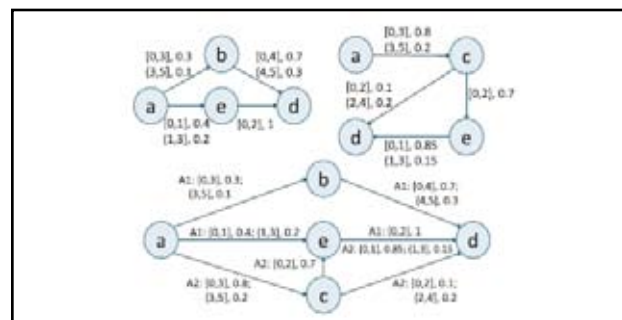 [0,3], 0.3
(3,5], 0.1
b
[0,4], 0.7
[4,5], 0.3
a
e
d
[0,1], 0.4
(1,3], 0.2
[0,2], 1
[0,3], 0.8
(3,5], 0.2
a
c
[0,2], 0.1
(2,4], 0.2
[0,2], 0.7
d
e
[0,1], 0.85
(1,3], 0.15
A1: [0,3], 0.3;
(3,5], 0.1
b
A1: [0,4], 0.7;
(4,5], 0.3
a
A1: [0,1], 0.4; (1,3], 0.2
e
A1: [0,2], 1
A2: [0,1], 0.85; (1,3], 0.15
d
A2: [0,2], 0.7
A2: [0,3], 0.8;
(3,5], 0.2
c
A2: [0,2], 0.1;
(2,4], 0.2